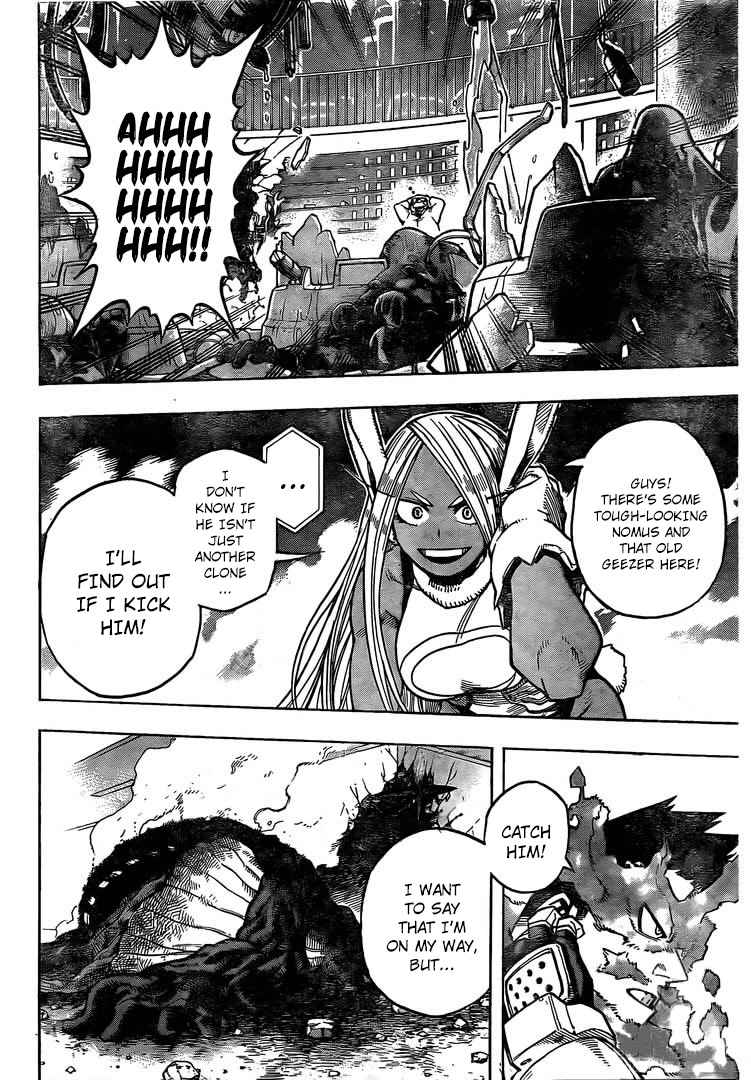 AHHH
HHHH
HHHH
HHH!!
GUYS!
THERE'S SOME
TOUGH-LOOKING
NOMUS AND
THAT OLD
GEEZER HERE!
...
I
DON'T
KNOW IF
HE ISN'T
JUST
ANOTHER
CLONE
...
I'LL
FIND OUT
IF I KICK
HIM!
CATCH
HIM!
I WANT
TO SAY
THAT I'M
ON MY WAY,
BUT...